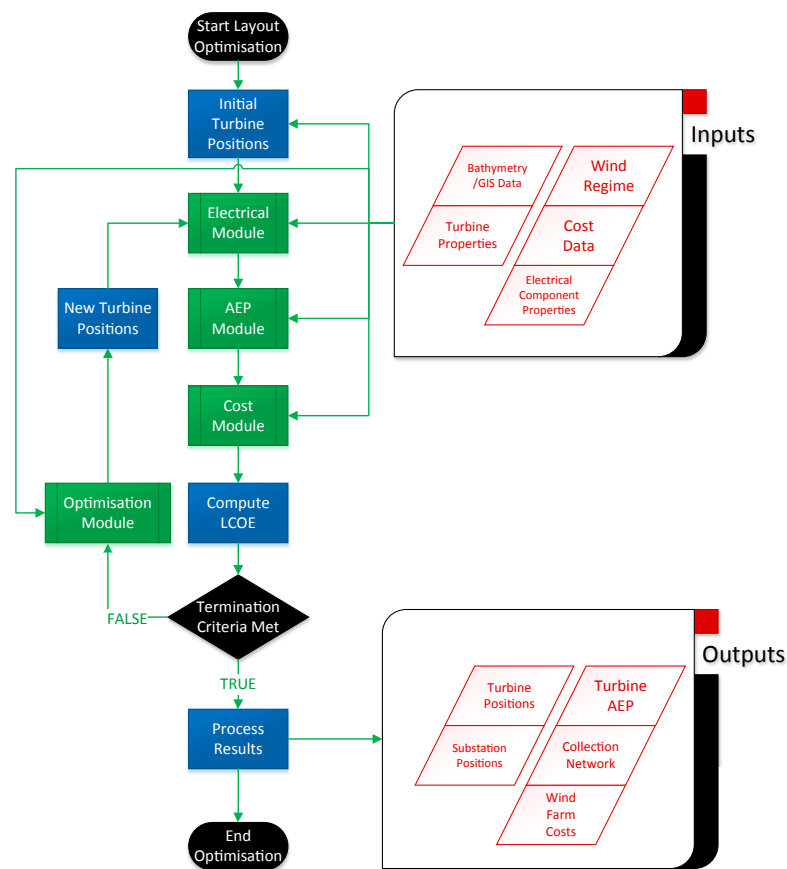 Start Layout
Optimisation
Initial
Turbine
Positions
Inputs
Bathymetry
/GIS Data
Wind
Regime
Turbine
Properties
Cost
Data
Electrical
Component
Properties
Electrical
Module
New Turbine
Positions
AEP
Module
Cost
Module
Optimisation
Module
Compute
LCOE
Termination
Criteria Met
FALSE
TRUE
Outputs
Turbine
Positions
Turbine
AEP
Substation
Positions
Collection
Network
Wind
Farm
Costs
Process
Results
End
Optimisation